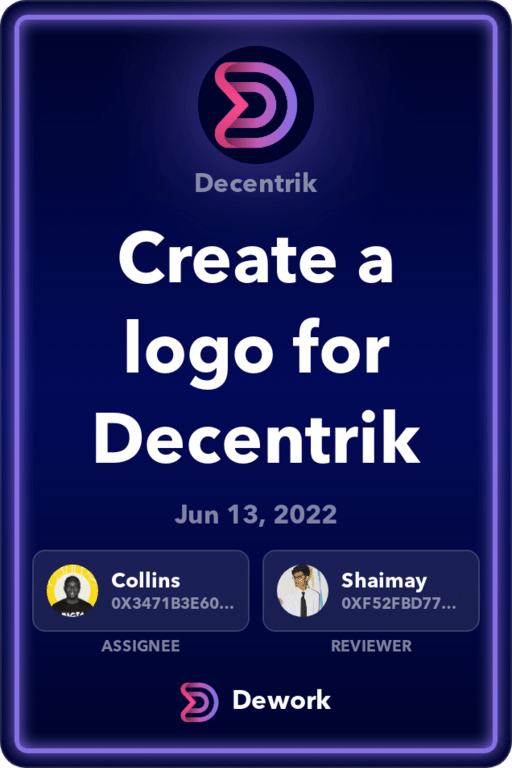 Decentrik
Create a
logo for
Decentrik
Jun 13, 2022
Collins
0X3471B3E60...
Shaimay
0XF52FBD77...
ASSIGNEE
REVIEWER
Dework